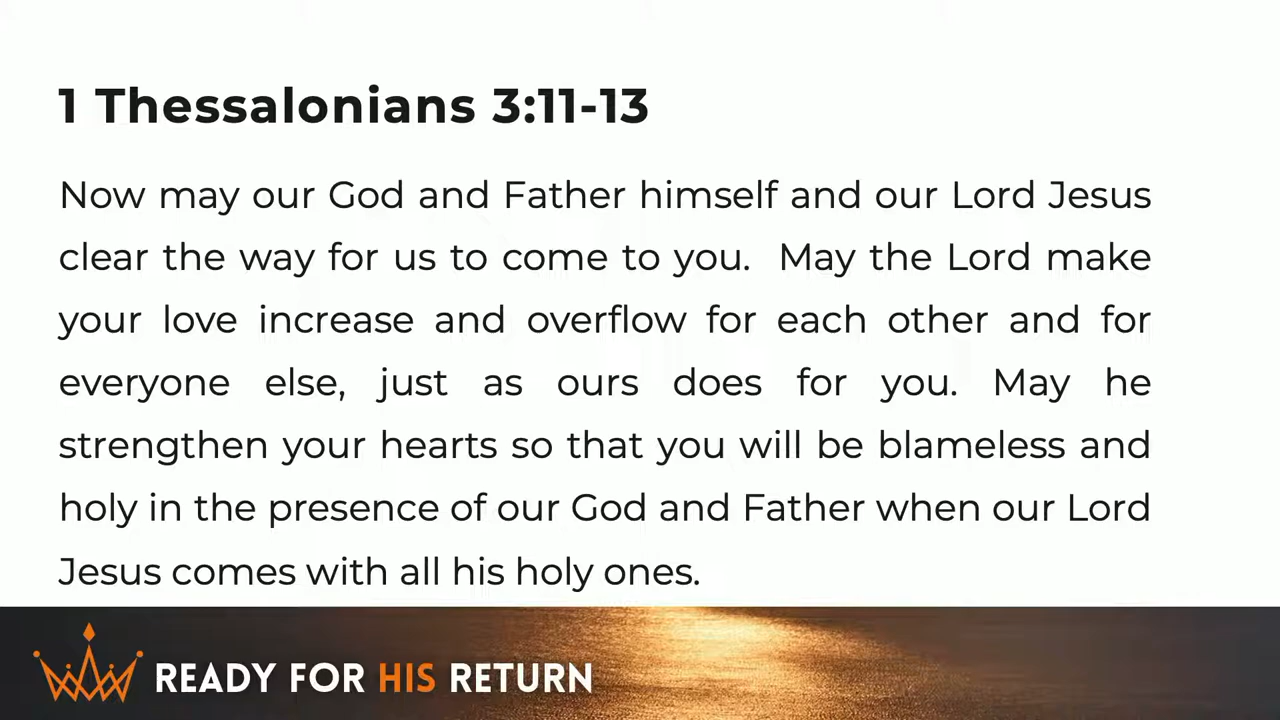 1 Thessalonians 3:11-13
Now may our God and Father himself and our Lord Jesus
clear the way for us to come to you.  May the Lord make
your love increase and overflow for each other and for
everyone else, just as ours does for you. May he
strengthen your hearts so that you will be blameless and
holy in the presence of our God and Father when our Lord
Jesus comes with all his holy ones.
READY FOR HIS RETURN